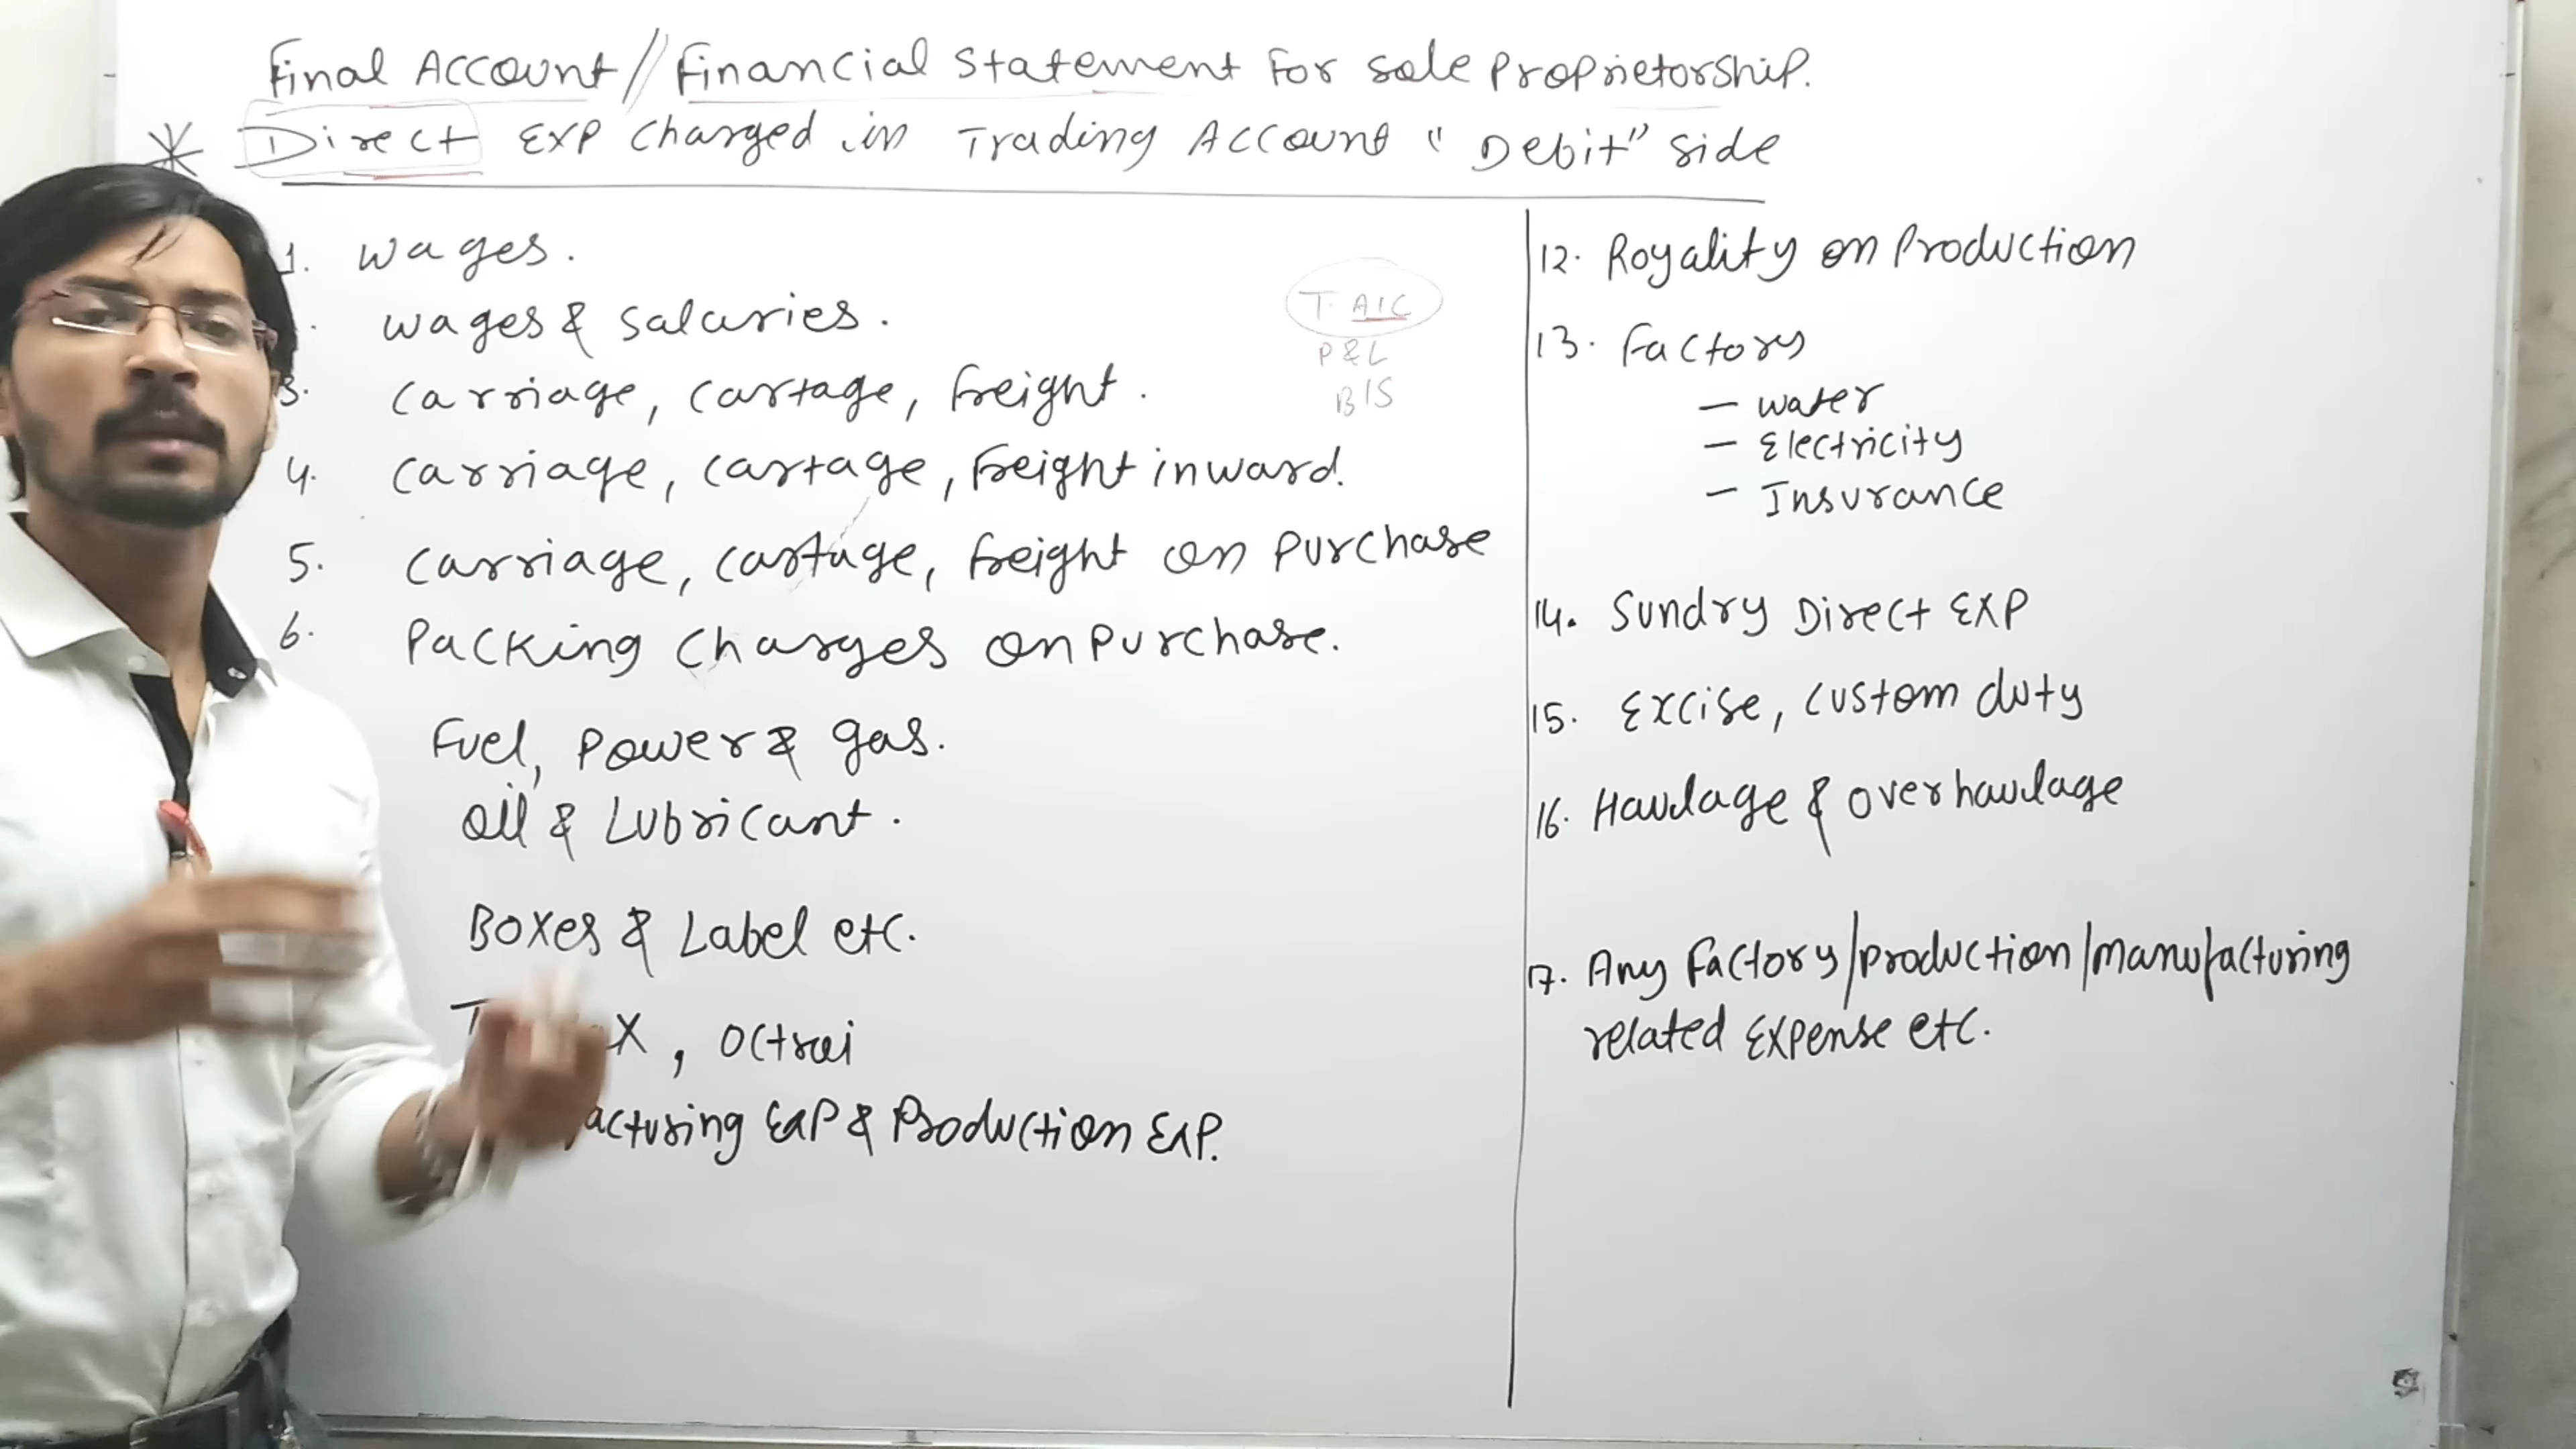 Final Account // Financial Statement For Sole Proprietorship.
* Direct Exp Charged in Trading Account "Debit" side
1. Wages.
Wages & Salaries.
3. Carriage, Cartage, Freight.
4. Carriage, Cartage, Freight inward.
5. Carriage, Cartage, Freight on Purchase
6. Packing Charges on Purchase.
Fuel, Power & gas.
Oil & Lubricant.
Boxes & Label etc.
, Octrai
Exp & Production Exp.
T. A/C
P & L
B/S
12. Royality on Production
13. Factory
— Water
— Electricity
— Insurance
14. Sundry Direct Exp
15. Excise, Custom duty
16. Haulage & Overhaulage
17. Any Factory/Production/Manufacturing
related Expense etc.